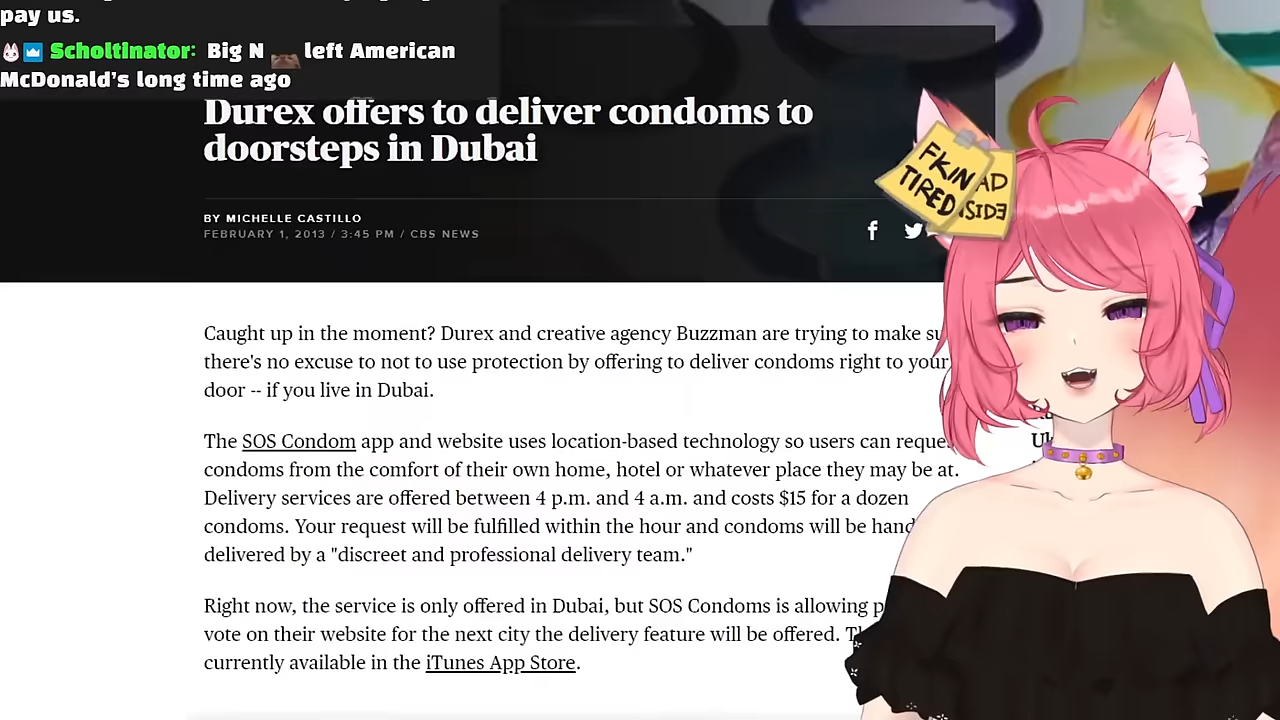 pay us.
Scholtinator: Big N left American
McDonald's long time ago
Durex offers to deliver condoms to
doorsteps in Dubai
BY MICHELLE CASTILLO
FEBRUARY 1, 2013 / 3:45 PM / CBS NEWS
FKIN
TIRED
AD
SIDE
Caught up in the moment? Durex and creative agency Buzzman are trying to make
there's no excuse to not to use protection by offering to deliver condoms right to your
door -- if you live in Dubai.
The SOS Condom app and website uses location-based technology so users can
condoms from the comfort of their own home, hotel or whatever place they may be at.
Delivery services are offered between 4 p.m. and 4 a.m. and costs $15 for a dozen
condoms. Your request will be fulfilled within the hour and condoms will be hand
delivered by a "discreet and professional delivery team."
Right now, the service is only offered in Dubai, but SOS Condoms is allowing
vote on their website for the next city the delivery feature will be offered.
currently available in the iTunes App Store.